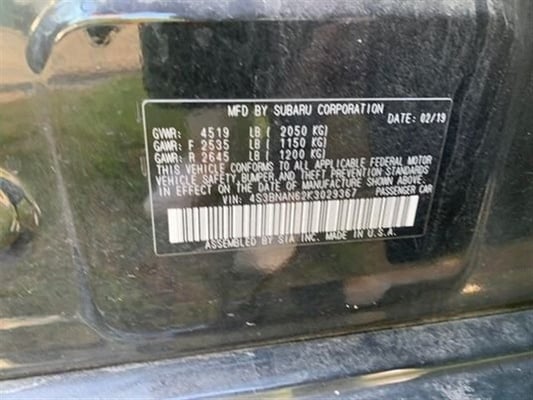 MFD BY SUBARU CORPORATION
DATE: 02/19
GVWR: 4519 LB ( 2050 KG)
GAWR: F 2535 LB ( 1150 KG)
GAWR: R 2645 LB ( 1200 KG)
THIS VEHICLE CONFORMS TO ALL APPLICABLE FEDERAL MOTOR
VEHICLE SAFETY,BUMPER,AND THEFT PREVENTION STANDARDS
IN EFFECT ON THE DATE OF MANUFACTURE SHOWN ABOVE.
VIN: 4S3BNAN62K3029367 PASSENGER CAR
ASSEMBLED BY SIA INC. MADE IN U.S.A.